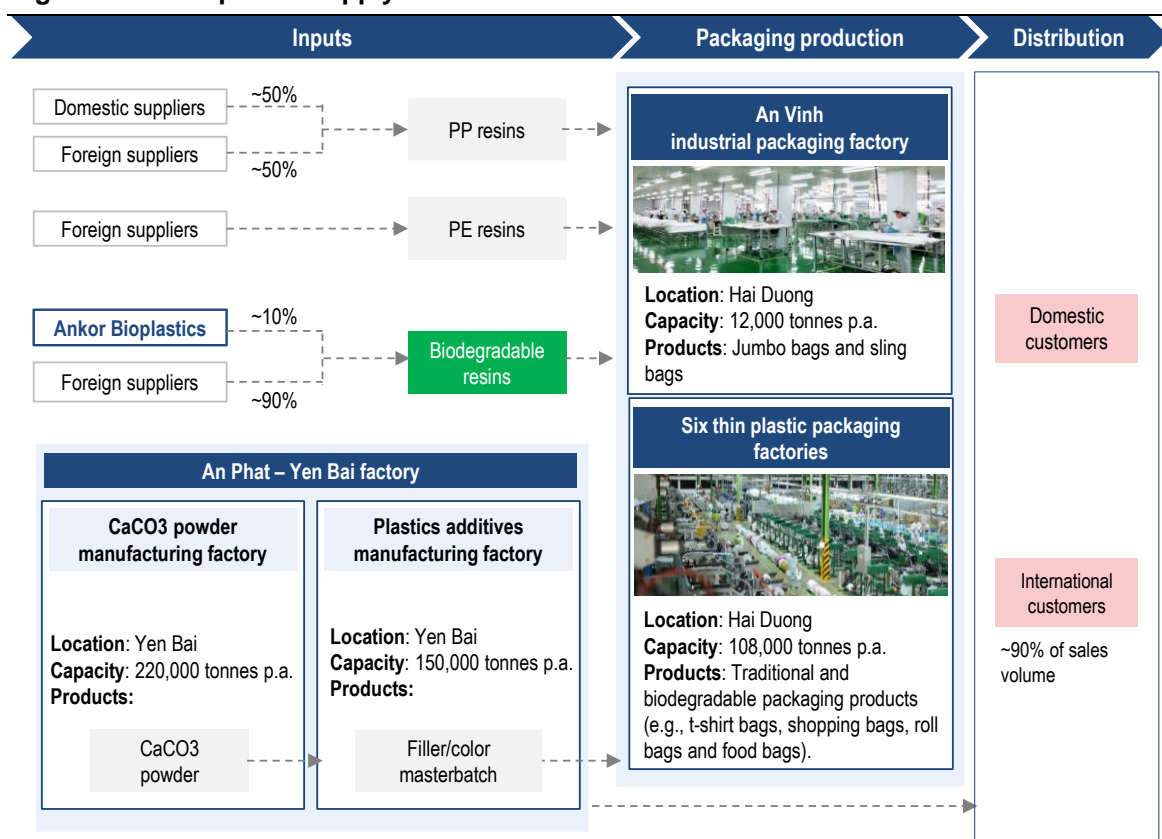 Inputs
Packaging production
Distribution
Domestic suppliers
~50%
Foreign suppliers
~50%
PP resins
Foreign suppliers
PE resins
Ankor Bioplastics
~10%
Foreign suppliers
~90%
Biodegradable
resins
An Phat – Yen Bai factory
CaCO3 powder
manufacturing factory
Location: Yen Bai
Capacity: 220,000 tonnes p.a.
Products:
CaCO3
powder
Plastics additives
manufacturing factory
Location: Yen Bai
Capacity: 150,000 tonnes p.a.
Products:
Filler/color
masterbatch
An Vinh
industrial packaging factory
Location: Hai Duong
Capacity: 12,000 tonnes p.a.
Products: Jumbo bags and sling
bags
Six thin plastic packaging
factories
Location: Hai Duong
Capacity: 108,000 tonnes p.a.
Products: Traditional and
biodegradable packaging products
(e.g., t-shirt bags, shopping bags, roll
bags and food bags).
Domestic
customers
International
customers
~90% of sales
volume